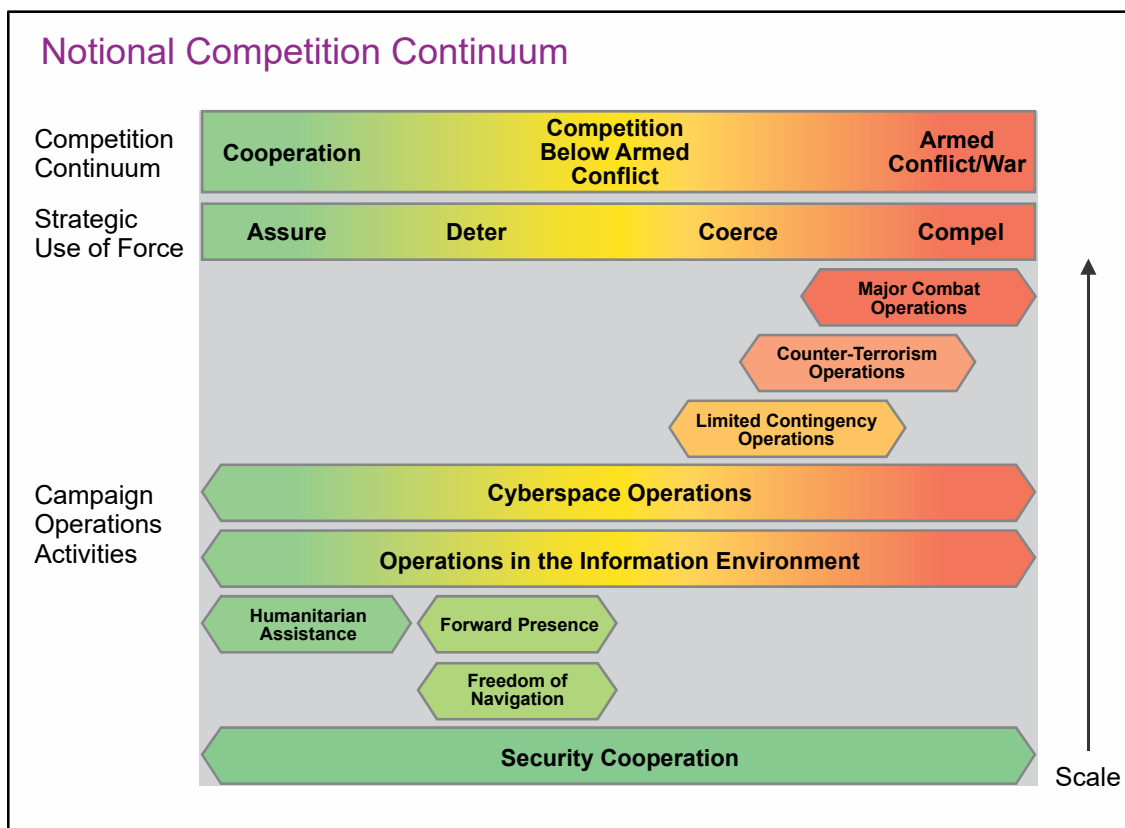 Notional Competition Continuum
Competition
Continuum
Cooperation
Competition
Below Armed
Conflict
Armed
Conflict/War
Strategic
Use of Force
Assure
Deter
Coerce
Compel
Major Combat
Operations
Counter-Terrorism
Operations
Limited Contingency
Operations
Campaign
Operations
Activities
Cyberspace Operations
Operations in the Information Environment
Humanitarian
Assistance
Forward Presence
Freedom of
Navigation
Security Cooperation
Scale